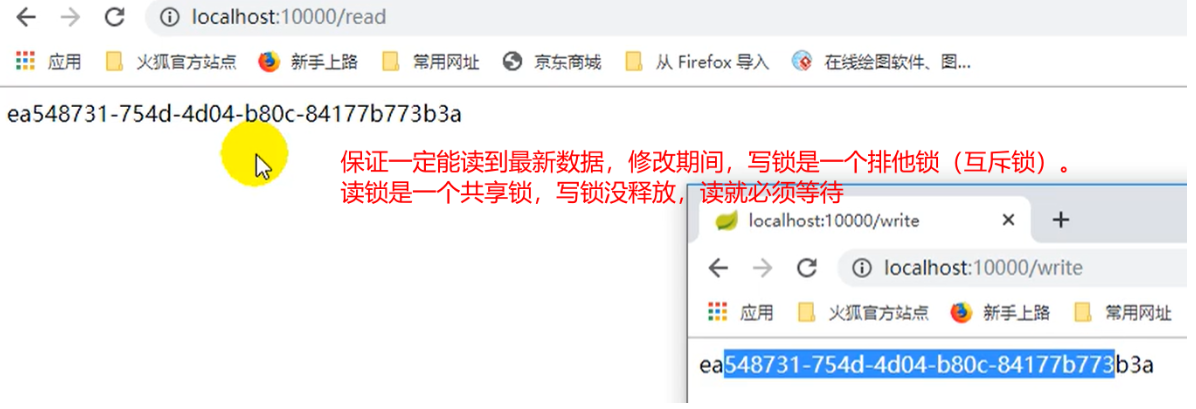 localhost:10000/read
应用 火狐官方站点 新手上路 常用网址 京东商城 从 Firefox 导入 在线绘图软件、图...
ea548731-754d-4d04-b80c-84177b773b3a
保证一定能读到最新数据，修改期间，写锁是一个排他锁（互斥锁）。
读锁是一个共享锁，写锁没释放，读就必须等待
localhost:10000/write
localhost:10000/write
应用 火狐官方站点 新手上路 常用网址
ea548731-754d-4d04-b80c-84177b773b3a